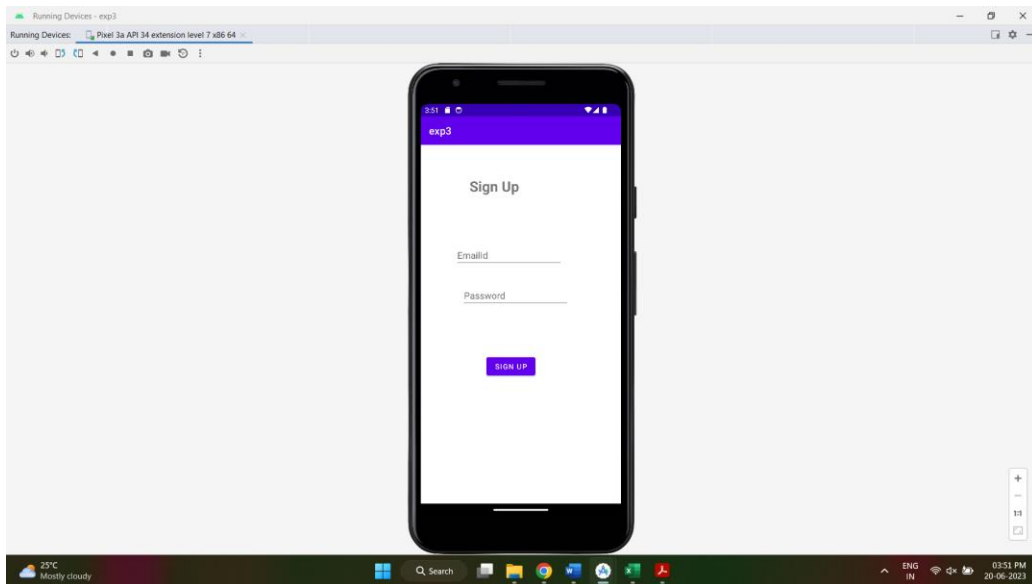 Running Devices - exp3
Running Devices: Pixel 3a API 34 extension level 7 x86 64
3:51
exp3
Sign Up
Emailid
Password
SIGN UP
1:1
25°C
Mostly cloudy
Search
ENG
IN
03:51 PM
20-06-2023